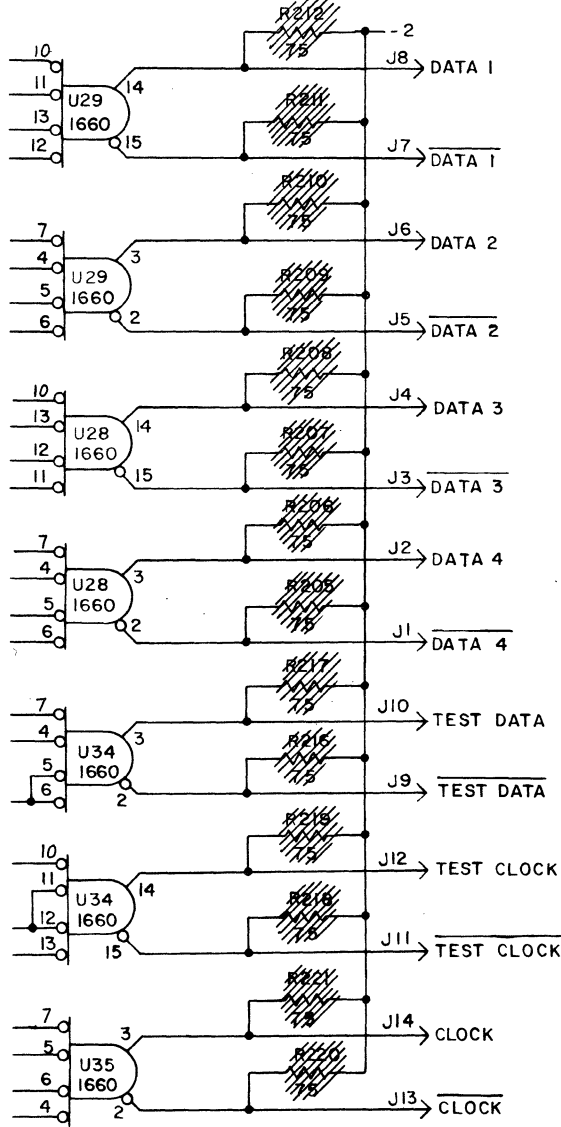 R212
75
-2
J8 DATA 1
10
11
13
12
U29
1660
14
15
R211
75
J7 DATA 1
R210
75
J6 DATA 2
7
4
5
6
U29
1660
3
2
R209
75
J5 DATA 2
R208
75
J4 DATA 3
10
13
12
11
U28
1660
14
15
R207
75
J3 DATA 3
R206
75
J2 DATA 4
7
4
5
6
U28
1660
3
2
R205
75
J1 DATA 4
R217
75
J10 TEST DATA
7
4
5
6
U34
1660
3
2
R216
75
J9 TEST DATA
R219
75
J12 TEST CLOCK
10
11
12
13
U34
1660
14
15
R218
75
J11 TEST CLOCK
R221
75
J14 CLOCK
7
5
6
4
U35
1660
3
2
R220
75
J13 CLOCK